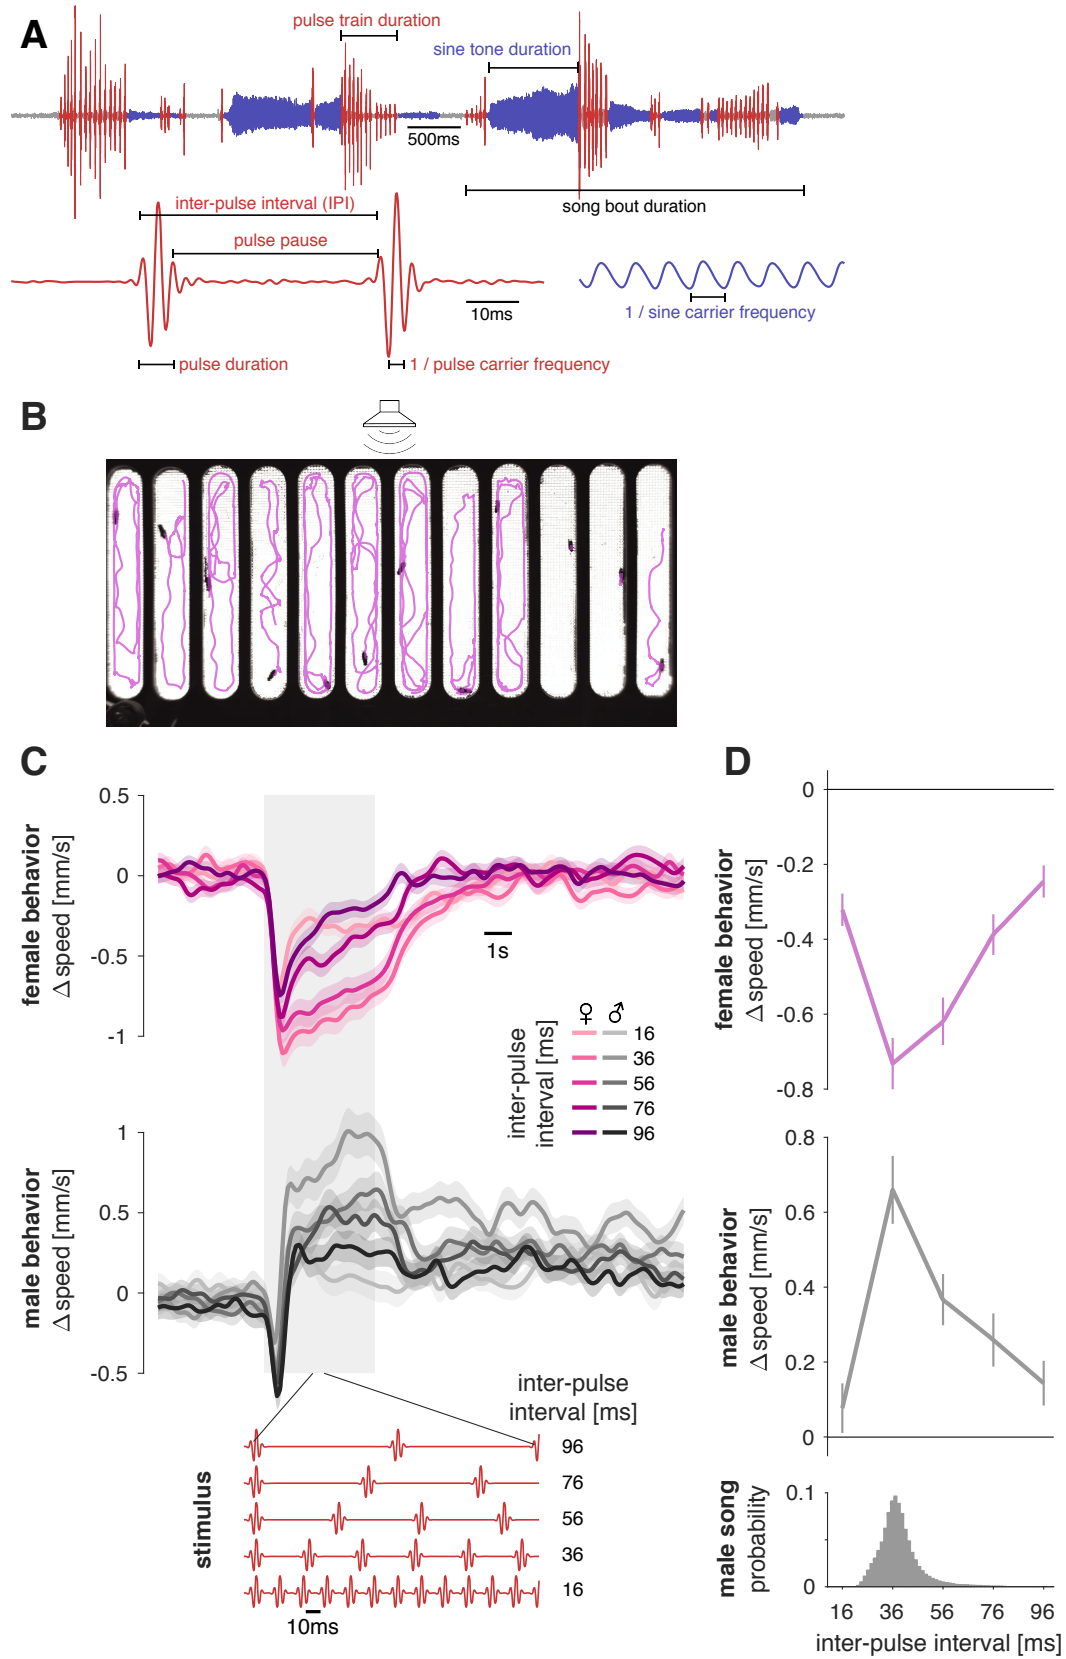 A
pulse train duration
sine tone duration
500ms
song bout duration
inter-pulse interval (IPI)
pulse pause
10ms
1 / sine carrier frequency
pulse duration
1 / pulse carrier frequency
B
C
female behavior
Δ speed [mm/s]
0.5
0
-0.5
-1
1s
♀ ♂
inter-pulse
interval [ms]
16
36
56
76
96
male behavior
Δ speed [mm/s]
1
0.5
0
-0.5
inter-pulse
interval [ms]
stimulus
96
76
56
36
16
10ms
D
female behavior
Δ speed [mm/s]
0
-0.2
-0.4
-0.6
-0.8
male behavior
Δ speed [mm/s]
0.8
0.6
0.4
0.2
0
male song
probability
0.1
0
16 36 56 76 96
inter-pulse interval [ms]